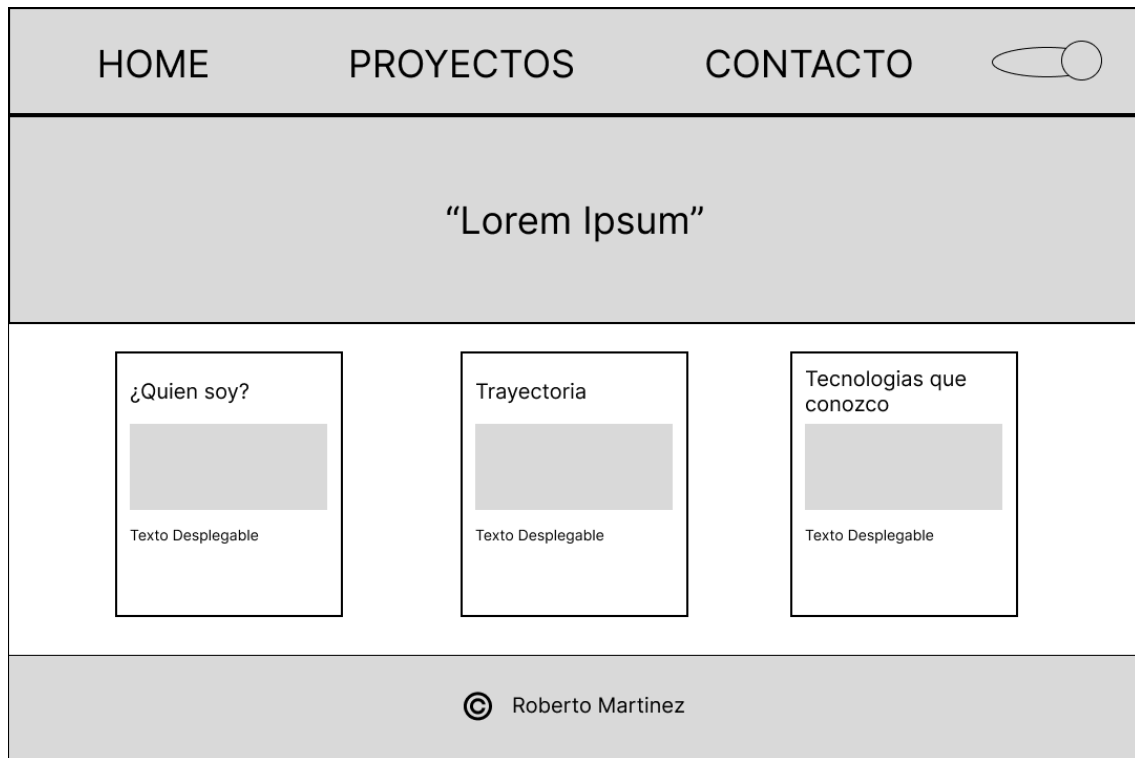 HOME PROYECTOS CONTACTO
“Lorem Ipsum”
¿Quien soy?
Texto Desplegable
Trayectoria
Texto Desplegable
Tecnologias que
conozco
Texto Desplegable
© Roberto Martinez